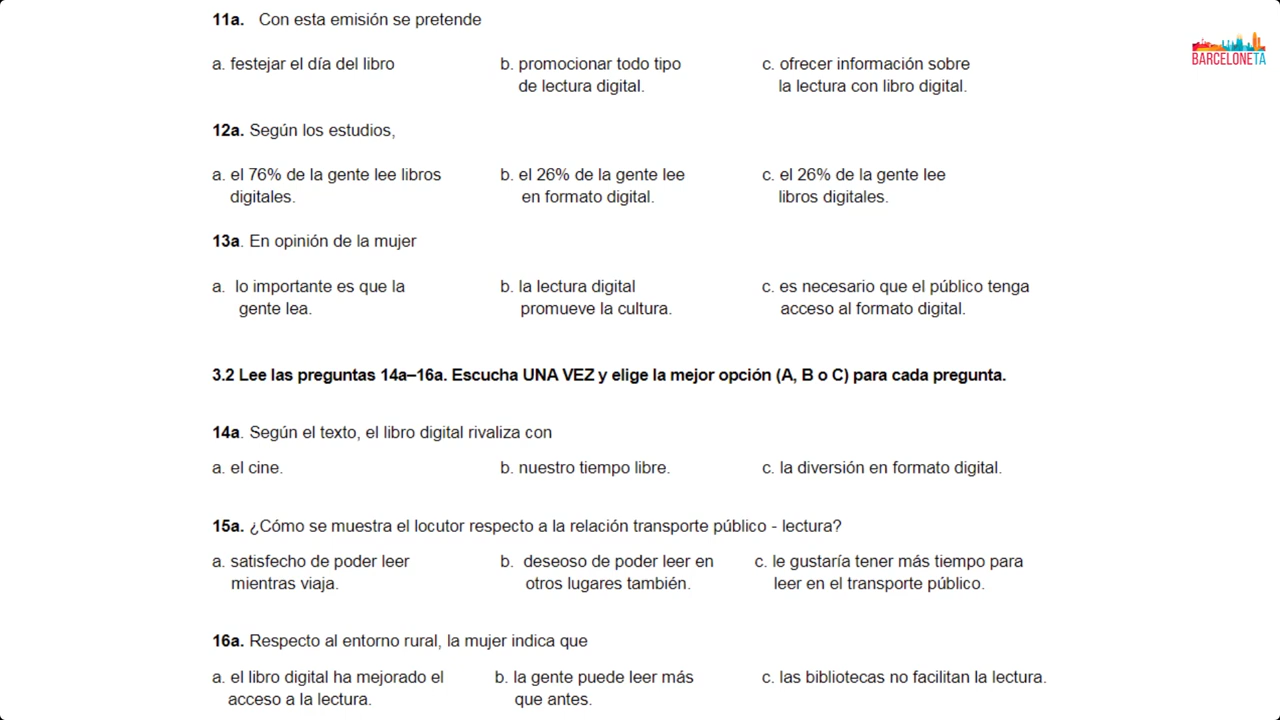 11a. Con esta emisión se pretende
BARCELONETA
a. festejar el día del libro b. promocionar todo tipo c. ofrecer información sobre
de lectura digital. la lectura con libro digital.
12a. Según los estudios,
a. el 76% de la gente lee libros b. el 26% de la gente lee c. el 26% de la gente lee
digitales. en formato digital. libros digitales.
13a. En opinión de la mujer
a. lo importante es que la b. la lectura digital c. es necesario que el público tenga
gente lea. promueve la cultura. acceso al formato digital.
3.2 Lee las preguntas 14a–16a. Escucha UNA VEZ y elige la mejor opción (A, B o C) para cada pregunta.
14a. Según el texto, el libro digital rivaliza con
a. el cine. b. nuestro tiempo libre. c. la diversión en formato digital.
15a. ¿Cómo se muestra el locutor respecto a la relación transporte público - lectura?
a. satisfecho de poder leer b. deseoso de poder leer en c. le gustaría tener más tiempo para
mientras viaja. otros lugares también. leer en el transporte público.
16a. Respecto al entorno rural, la mujer indica que
a. el libro digital ha mejorado el b. la gente puede leer más c. las bibliotecas no facilitan la lectura.
acceso a la lectura. que antes.